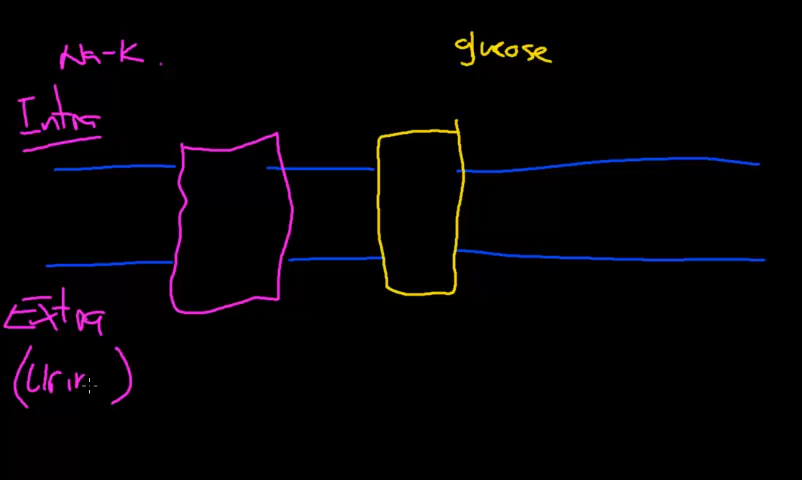 Na-K.
glucose
Intra
Extra
(Urin)